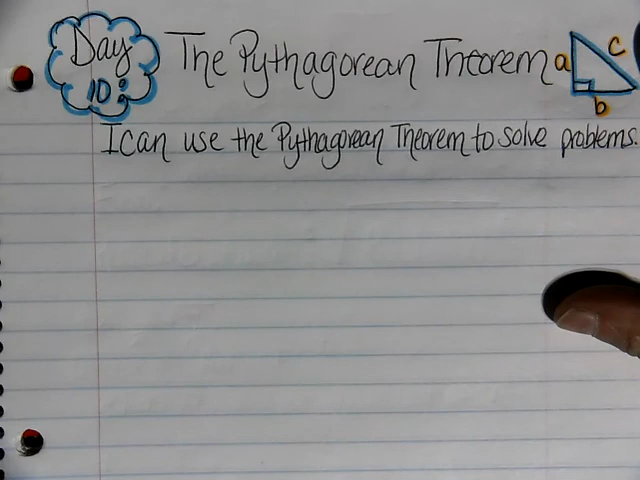 Day 10: The Pythagorean Theorem
a
c
b
I can use the Pythagorean Theorem to solve problems.